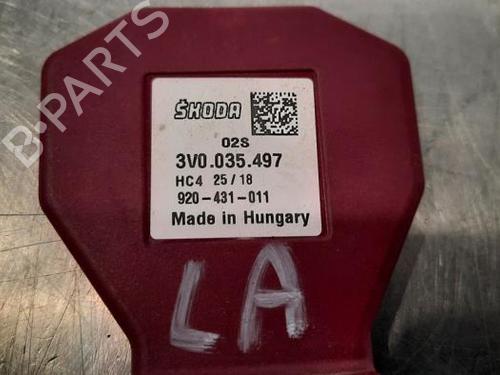 ŠKODA
02S
3V0.035.497
HC4 25/18
920-431-011
Made in Hungary
LA
B-PARTS